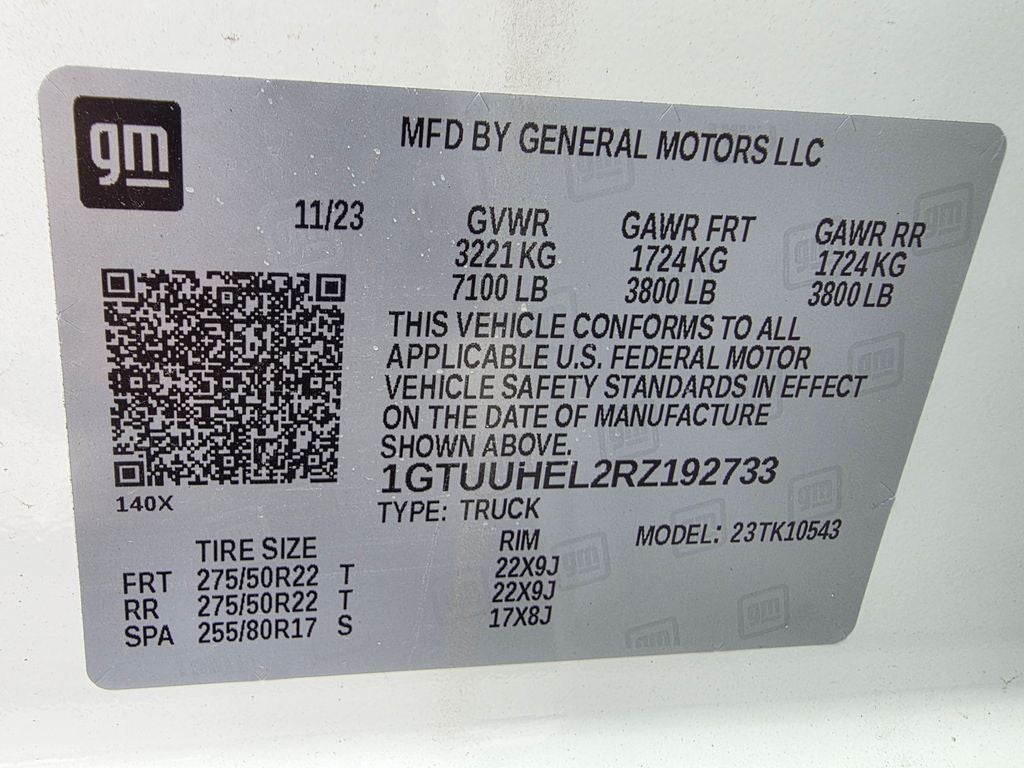 gm
MFD BY GENERAL MOTORS LLC
11/23
GVWR GAWR FRT GAWR RR
3221 KG 1724 KG 1724 KG
7100 LB 3800 LB 3800 LB
THIS VEHICLE CONFORMS TO ALL
APPLICABLE U.S. FEDERAL MOTOR
VEHICLE SAFETY STANDARDS IN EFFECT
ON THE DATE OF MANUFACTURE
SHOWN ABOVE.
1GTUUHEL2RZ192733
140X
TYPE: TRUCK
MODEL: 23TK10543
TIRE SIZE RIM
FRT 275/50R22 T 22X9J
RR 275/50R22 T 22X9J
SPA 255/80R17 S 17X8J